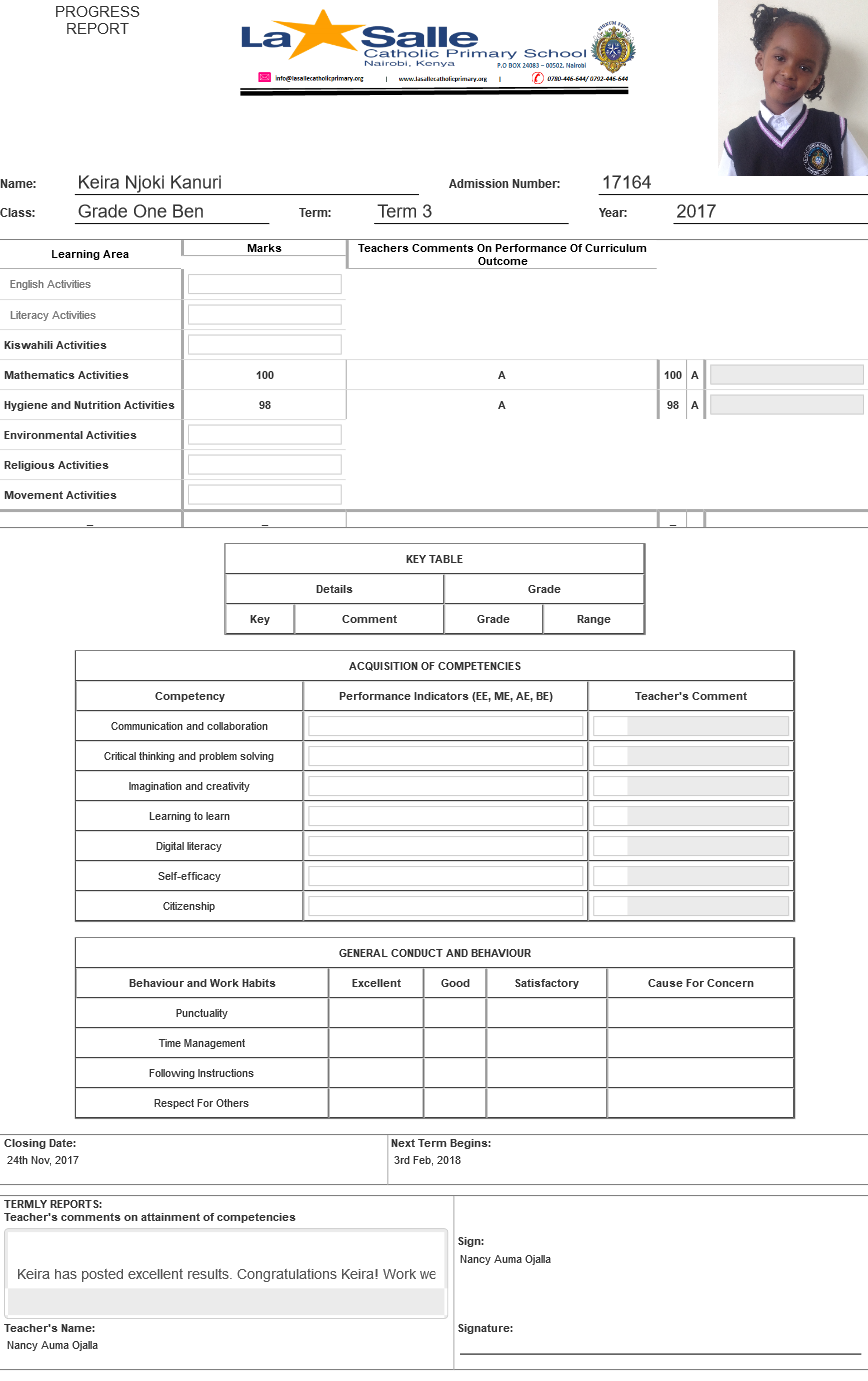 PROGRESS
REPORT
La Salle
Catholic Primary School
Nairobi, Kenya
P.O BOX 24083 – 00502, Nairobi
info@lasallecatholicprimary.org | www.lasallecatholicprimary.org | 0780-446-644/ 0792-446-644
Name: Keira Njoki Kanuri Admission Number: 17164
Class: Grade One Ben Term: Term 3 Year: 2017
Learning Area Marks Teachers Comments On Performance Of Curriculum Outcome
English Activities
Literacy Activities
Kiswahili Activities
Mathematics Activities 100 A 100 A
Hygiene and Nutrition Activities 98 A 98 A
Environmental Activities
Religious Activities
Movement Activities
KEY TABLE
Details Grade
Key Comment Grade Range
ACQUISITION OF COMPETENCIES
Competency Performance Indicators (EE, ME, AE, BE) Teacher's Comment
Communication and collaboration
Critical thinking and problem solving
Imagination and creativity
Learning to learn
Digital literacy
Self-efficacy
Citizenship
GENERAL CONDUCT AND BEHAVIOUR
Behaviour and Work Habits Excellent Good Satisfactory Cause For Concern
Punctuality
Time Management
Following Instructions
Respect For Others
Closing Date: Next Term Begins:
24th Nov, 2017 3rd Feb, 2018
TERMLY REPORTS:
Teacher's comments on attainment of competencies
Keira has posted excellent results. Congratulations Keira! Work we
Sign:
Nancy Auma Ojalla
Teacher's Name:
Nancy Auma Ojalla
Signature: